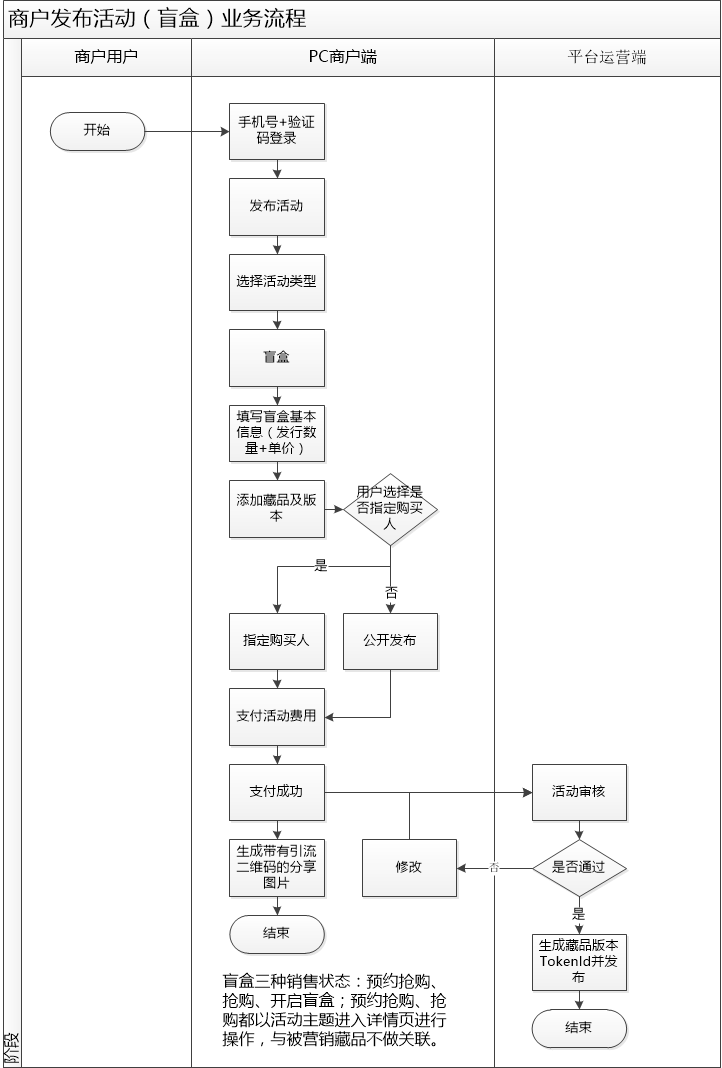 商户发布活动（盲盒）业务流程
商户用户
PC商户端
平台运营端
开始
手机号+验证
码登录
发布活动
选择活动类型
盲盒
填写盲盒基本
信息（发行数
量+单价）
添加藏品及版
本
用户选择是
否指定购买
人
是
否
指定购买人
公开发布
支付活动费用
支付成功
活动审核
生成带有引流
二维码的分享
图片
修改
否
是否通过
是
结束
生成藏品版本
TokenId并发
布
结束
盲盒三种销售状态：预约抢购、
抢购、开启盲盒；预约抢购、抢
购都以活动主题进入详情页进行
操作，与被营销藏品不做关联。
阶段